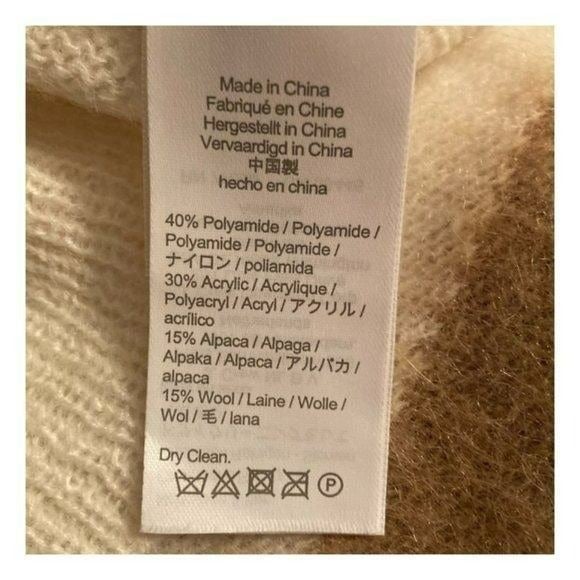 Made in China
Fabriqué en Chine
Hergestellt in China
Vervaardigd in China
中国製
hecho en china
40% Polyamide / Polyamide /
Polyamide / Polyamide /
ナイロン / poliamida
30% Acrylic / Acrylique /
Polyacryl / Acryl / アクリル /
acrílico
15% Alpaca / Alpaga /
Alpaka / Alpaca / アルパカ /
alpaca
15% Wool / Laine / Wolle /
Wol / 毛 / lana
Dry Clean.
P